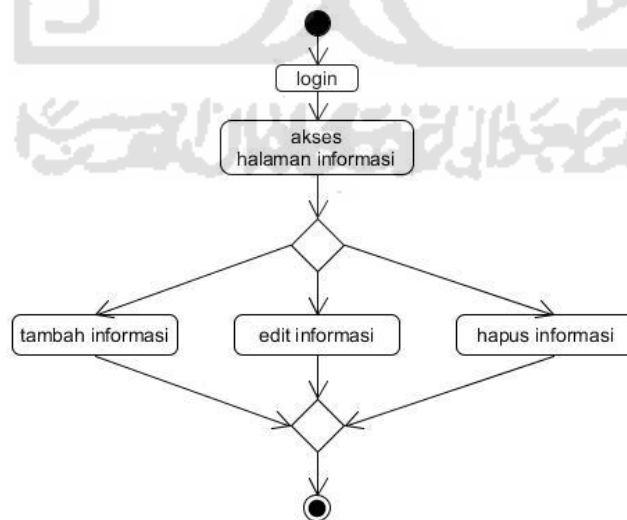 login
akses
halaman informasi
tambah informasi
edit informasi
hapus informasi